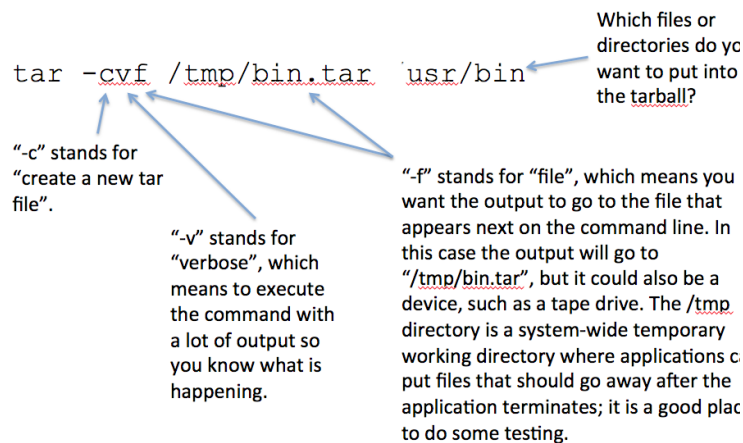 tar -cvf /tmp/bin.tar usr/bin
Which files or
directories do yo
want to put into
the tarball?
"-c" stands for
"create a new tar
file".
"-v" stands for
"verbose", which
means to execute
the command with
a lot of output so
you know what is
happening.
"-f" stands for "file", which means you
want the output to go to the file that
appears next on the command line. In
this case the output will go to
"/tmp/bin.tar", but it could also be a
device, such as a tape drive. The /tmp
directory is a system-wide temporary
working directory where applications ca
put files that should go away after the
application terminates; it is a good plac
to do some testing.